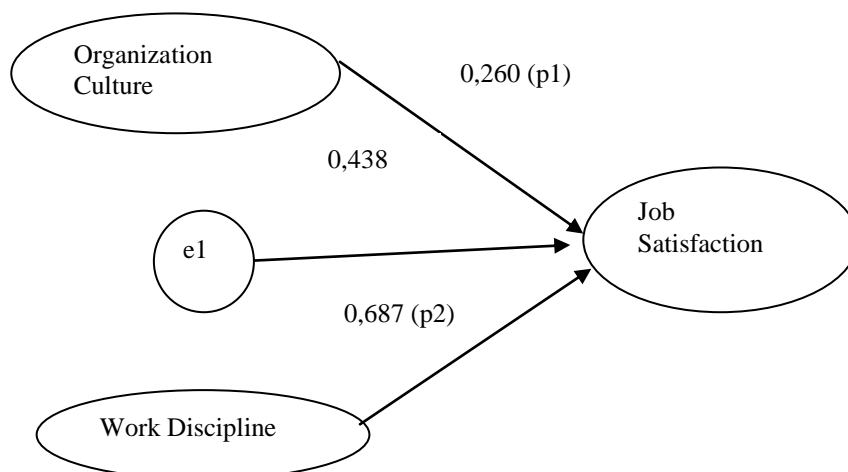 Organization
Culture
0,260 (p1)
0,438
Job
Satisfaction
e1
0,687 (p2)
Work Discipline